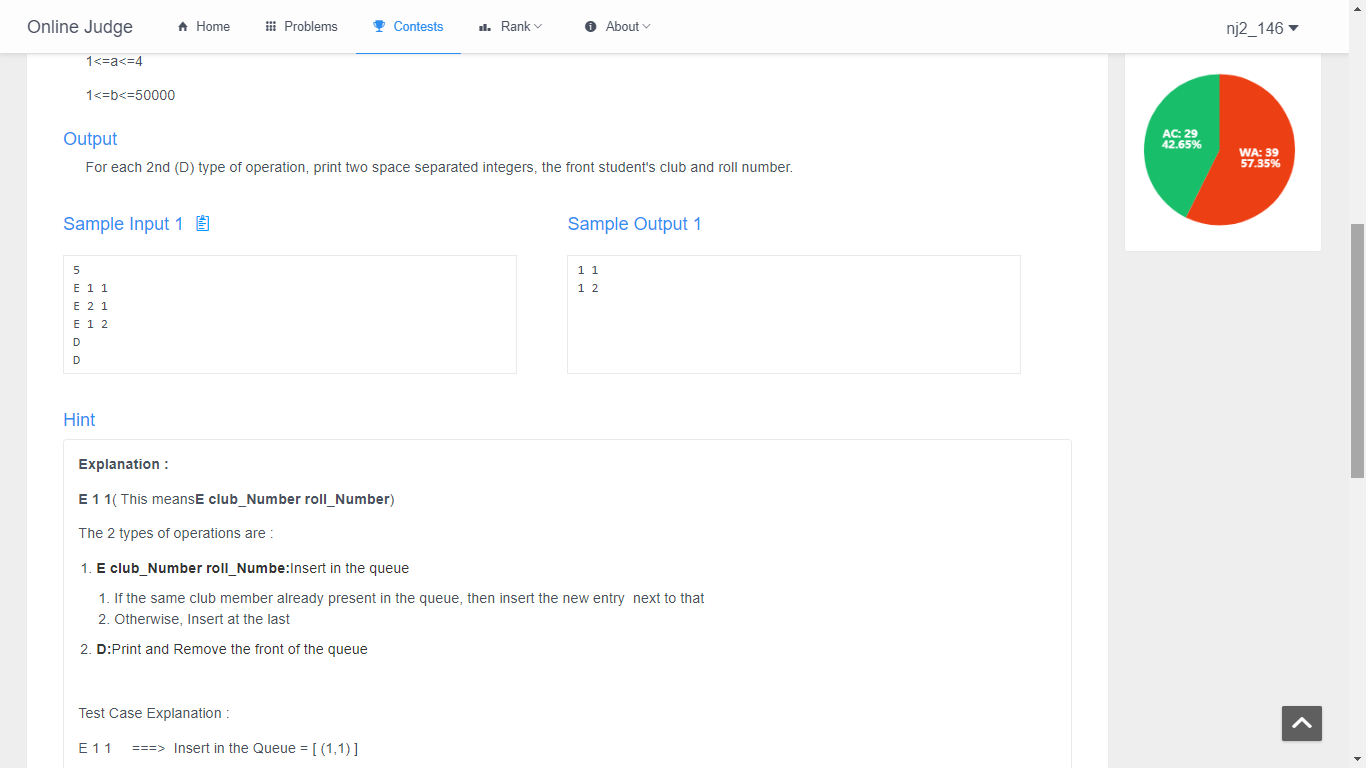 Online Judge Home Problems Contests Rank About nj2_146
1<=a<=4
1<=b<=50000
AC: 29
42.65%
WA: 39
57.35%
Output
For each 2nd (D) type of operation, print two space separated integers, the front student's club and roll number.
Sample Input 1
5
E 1 1
E 2 1
E 1 2
D
D
Sample Output 1
1 1
1 2
Hint
Explanation :
E 1 1( This meansE club_Number roll_Number)
The 2 types of operations are :
1. E club_Number roll_Numbe:Insert in the queue
1. If the same club member already present in the queue, then insert the new entry  next to that
2. Otherwise, Insert at the last
2. D:Print and Remove the front of the queue
Test Case Explanation :
E 1 1 ===> Insert in the Queue = [ (1,1) ]